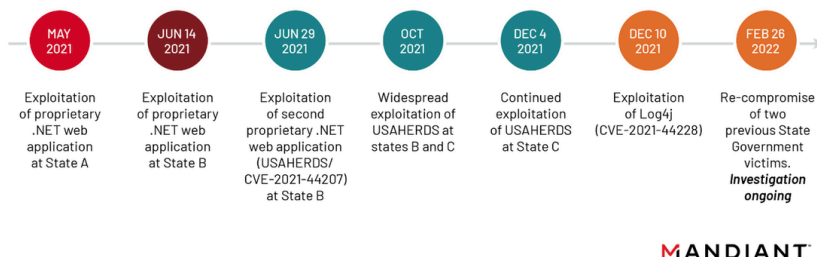 MAY
2021
Exploitation
of proprietary
.NET web
application
at State A
JUN 14
2021
Exploitation
of proprietary
.NET web
application
at State B
JUN 29
2021
Exploitation
of second
proprietary .NET
web application
(USAHERDS/
CVE-2021-44207)
at State B
OCT
2021
Widespread
exploitation of
USAHERDS at
states B and C
DEC 4
2021
Continued
exploitation
of USAHERDS
at State C
DEC 10
2021
Exploitation
of Log4j
(CVE-2021-44228)
FEB 26
2022
Re-compromise
of two
previous State
Government
victims.
Investigation
ongoing
MANDIANT